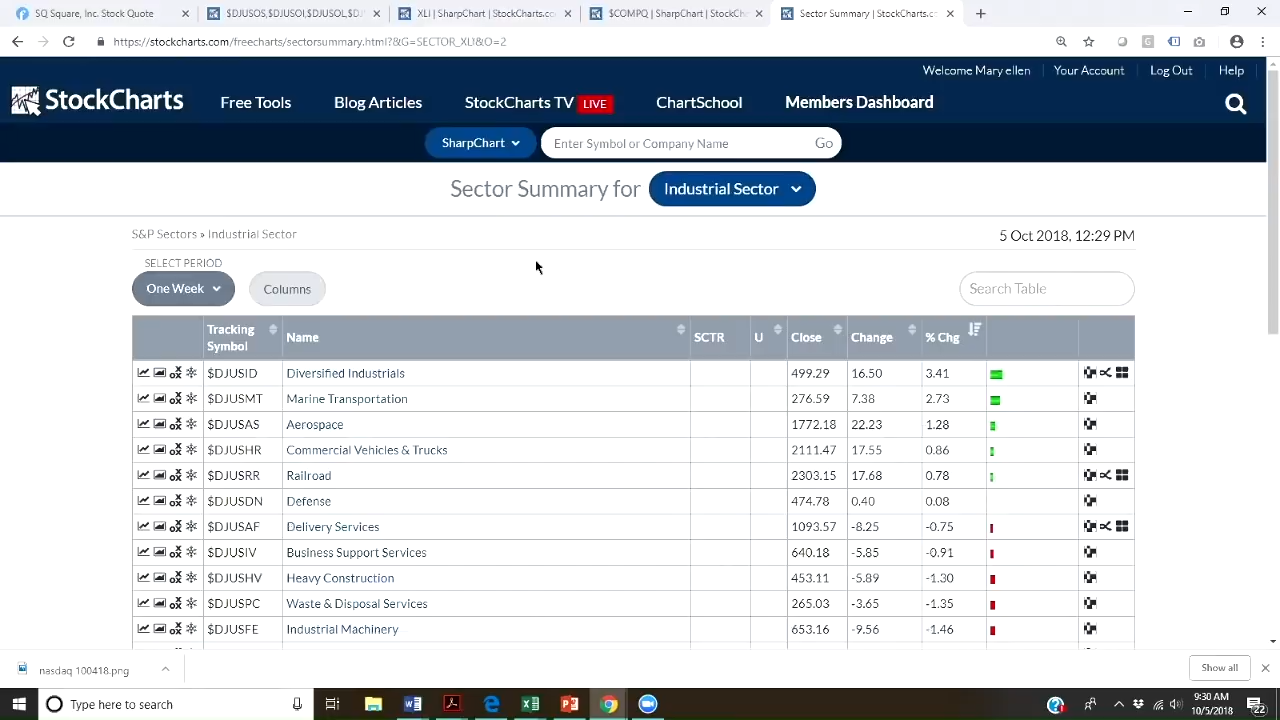 SQ Square, Inc. Stock Quote
$DJUSOS,$DJUSOI,$DJUSOL,$DJ
XLI | SharpChart | StockCharts.co
$COMPQ | SharpChart | StockCha
Sector Summary | StockCharts.co
https://stockcharts.com/freecharts/sectorsummary.html?&G=SECTOR_XLI&O=2
Welcome Mary ellen Your Account Log Out Help
StockCharts Free Tools Blog Articles StockCharts TV LIVE ChartSchool Members Dashboard
SharpChart Enter Symbol or Company Name Go
Sector Summary for Industrial Sector
S&P Sectors » Industrial Sector 5 Oct 2018, 12:29 PM
SELECT PERIOD
One Week Columns Search Table
Tracking Symbol Name SCTR U Close Change % Chg
$DJUSID Diversified Industrials 499.29 16.50 3.41
$DJUSMT Marine Transportation 276.59 7.38 2.73
$DJUSAS Aerospace 1772.18 22.23 1.28
$DJUSHR Commercial Vehicles & Trucks 2111.47 17.55 0.86
$DJUSRR Railroad 2303.15 17.68 0.78
$DJUSDN Defense 474.78 0.40 0.08
$DJUSAF Delivery Services 1093.57 -8.25 -0.75
$DJUSIV Business Support Services 640.18 -5.85 -0.91
$DJUSHV Heavy Construction 453.11 -5.89 -1.30
$DJUSPC Waste & Disposal Services 265.03 -3.65 -1.35
$DJUSFE Industrial Machinery 653.16 -9.56 -1.46
nasdaq 100418.png Show all
Type here to search
9:30 AM
10/5/2018
22